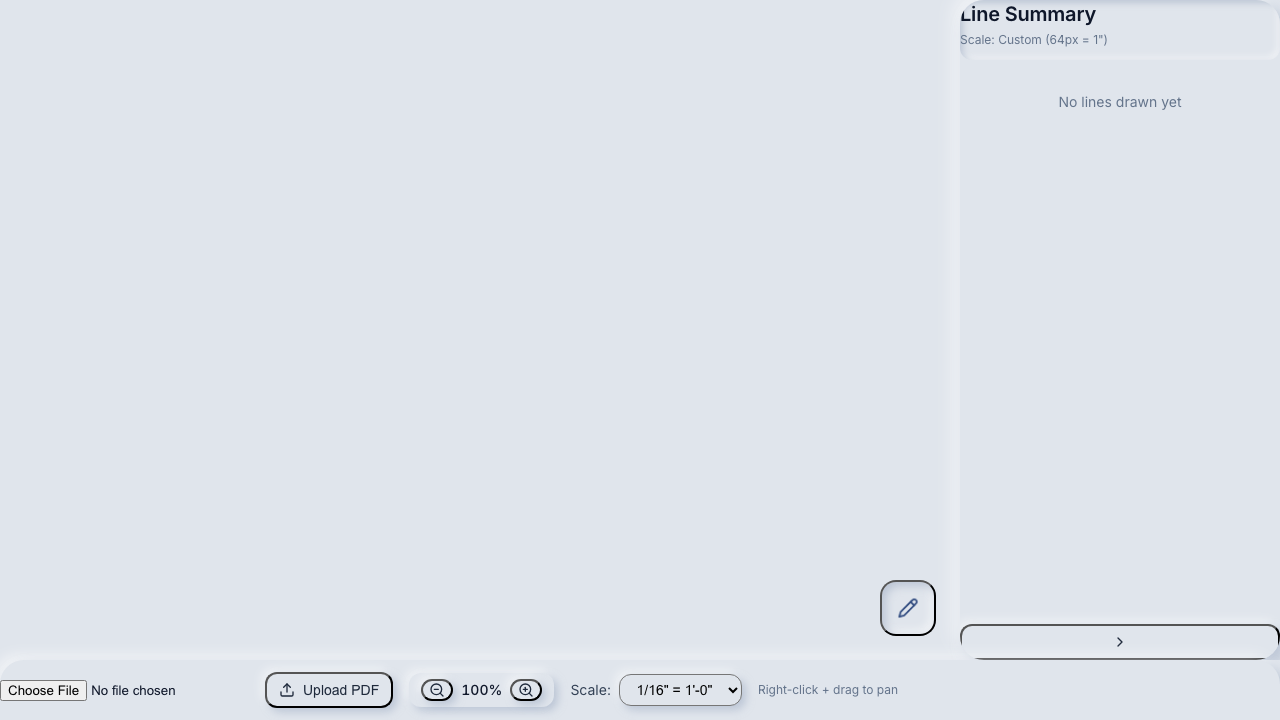 Line Summary
Scale: Custom (64px = 1")
No lines drawn yet
Choose File No file chosen
Upload PDF
100%
Scale:
1/16" = 1'-0"
Right-click + drag to pan